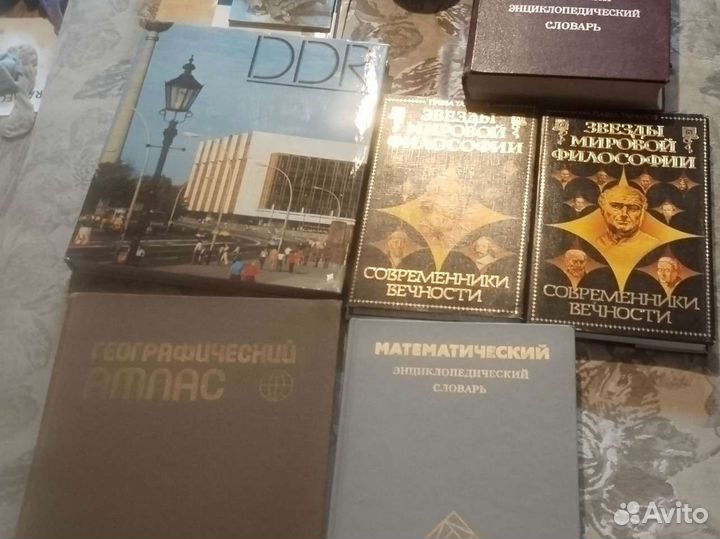 DDR
ЭНЦИКЛОПЕДИЧЕСКИЙ
СЛОВАРЬ
ЗВЕЗДЫ
МИРОВОЙ
ФИЛОСОФИИ
СОВРЕМЕННИКИ
ВЕЧНОСТИ
ЗВЕЗДЫ
МИРОВОЙ
ФИЛОСОФИИ
СОВРЕМЕННИКИ
ВЕЧНОСТИ
ГЕОГРАФИЧЕСКИЙ
АТЛАС
МАТЕМАТИЧЕСКИЙ
ЭНЦИКЛОПЕДИЧЕСКИЙ
СЛОВАРЬ
Avito